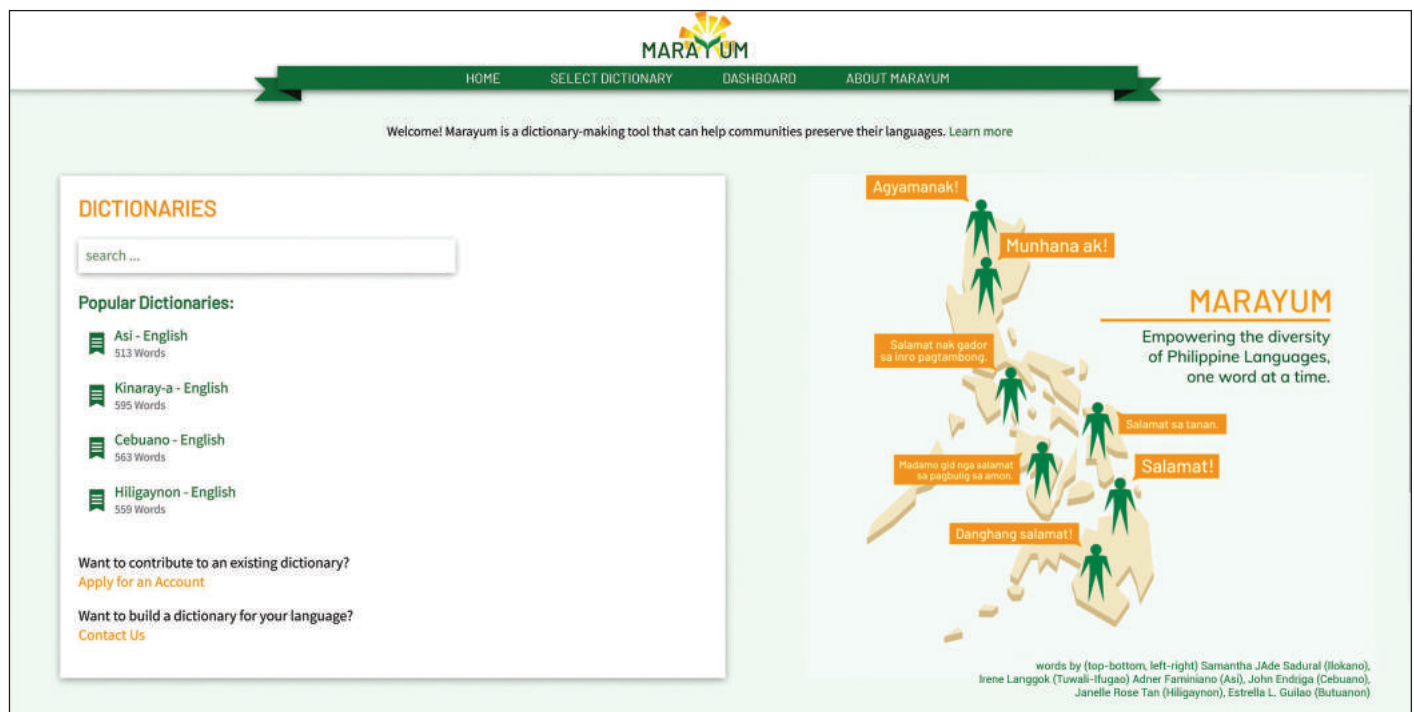 MARAYUM
HOME SELECT DICTIONARY DASHBOARD ABOUT MARAYUM
Welcome! Marayum is a dictionary-making tool that can help communities preserve their languages. Learn more
DICTIONARIES
search ...
Popular Dictionaries:
Asi - English
513 Words
Kinaray-a - English
595 Words
Cebuano - English
563 Words
Hiligaynon - English
559 Words
Want to contribute to an existing dictionary?
Apply for an Account
Want to build a dictionary for your language?
Contact Us
Agyamanak!
Munhana ak!
Salamat nak gador
sa inro pagtambong.
Salamat sa tanan.
Madamo gid nga salamat
sa pagbulig sa amon.
Salamat!
Danghang salamat!
MARAYUM
Empowering the diversity
of Philippine Languages,
one word at a time.
words by (top-bottom, left-right) Samantha JAde Sadural (Ilokano),
Irene Langgok (Tuwali-Ifugao) Adner Faminiano (Asi), John Endriga (Cebuano),
Janelle Rose Tan (Hiligaynon), Estrella L. Guilao (Butuanon)